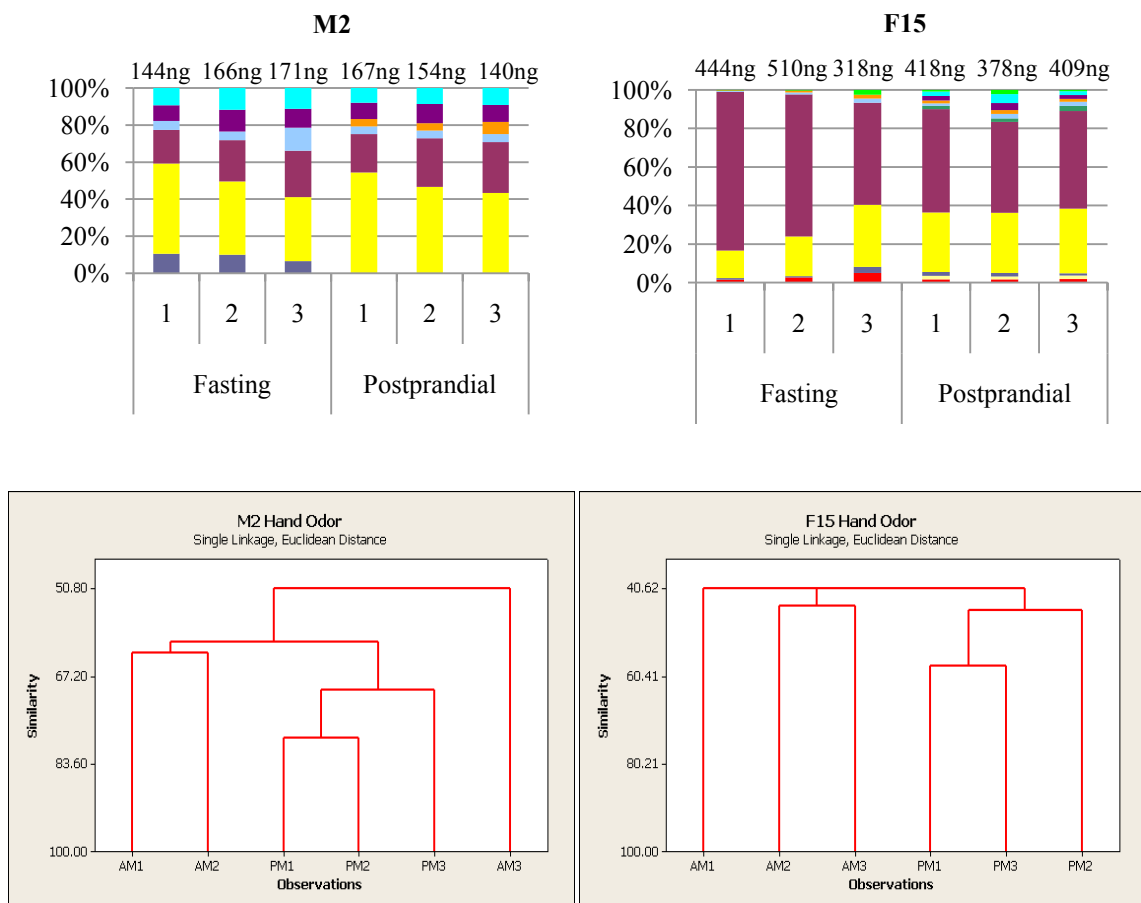 M2
144ng 166ng 171ng 167ng 154ng 140ng
100%
80%
60%
40%
20%
0%
1 2 3 1 2 3
Fasting Postprandial
F15
444ng 510ng 318ng 418ng 378ng 409ng
100%
80%
60%
40%
20%
0%
1 2 3 1 2 3
Fasting Postprandial
M2 Hand Odor
Single Linkage, Euclidean Distance
50.80
67.20
83.60
100.00
Similarity
AM1 AM2 PM1 PM2 PM3 AM3
Observations
F15 Hand Odor
Single Linkage, Euclidean Distance
40.62
60.41
80.21
100.00
Similarity
AM1 AM2 AM3 PM1 PM3 PM2
Observations